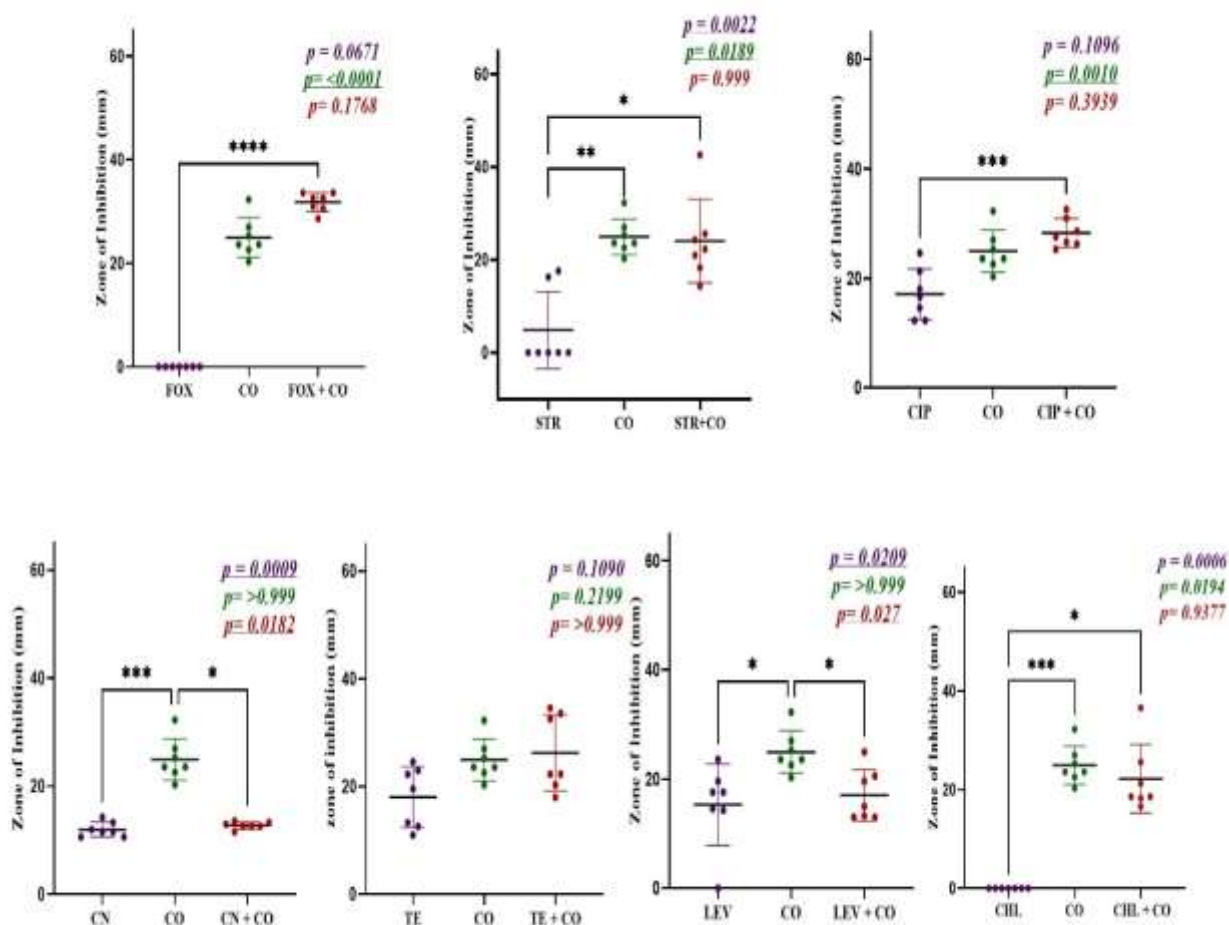 Zone of Inhibition (mm)
60
40
20
0
p = 0.0671
p= <0.0001
p= 0.1768
****
FOX
CO
FOX + CO
Zone of Inhibition (mm)
60
40
20
0
p = 0.0022
p= 0.0189
p= 0.999
*
**
STR
CO
STR+CO
Zone of Inhibition (mm)
60
40
20
0
p = 0.1096
p= 0.0010
p= 0.3939
***
CIP
CO
CIP + CO
Zone of Inhibition (mm)
60
40
20
0
p = 0.0009
p= >0.999
p= 0.0182
***
*
CN
CO
CN + CO
Zone of inhibition (mm)
60
40
20
0
p = 0.1090
p= 0.2199
p= >0.999
TE
CO
TE + CO
Zone of Inhibition (mm)
60
40
20
0
p = 0.0209
p= >0.999
p= 0.027
*
*
LEV
CO
LEV + CO
Zone of Inhibition (mm)
60
40
20
0
p = 0.0006
p= 0.0194
p= 0.9377
*
***
CHL
CO
CHL + CO